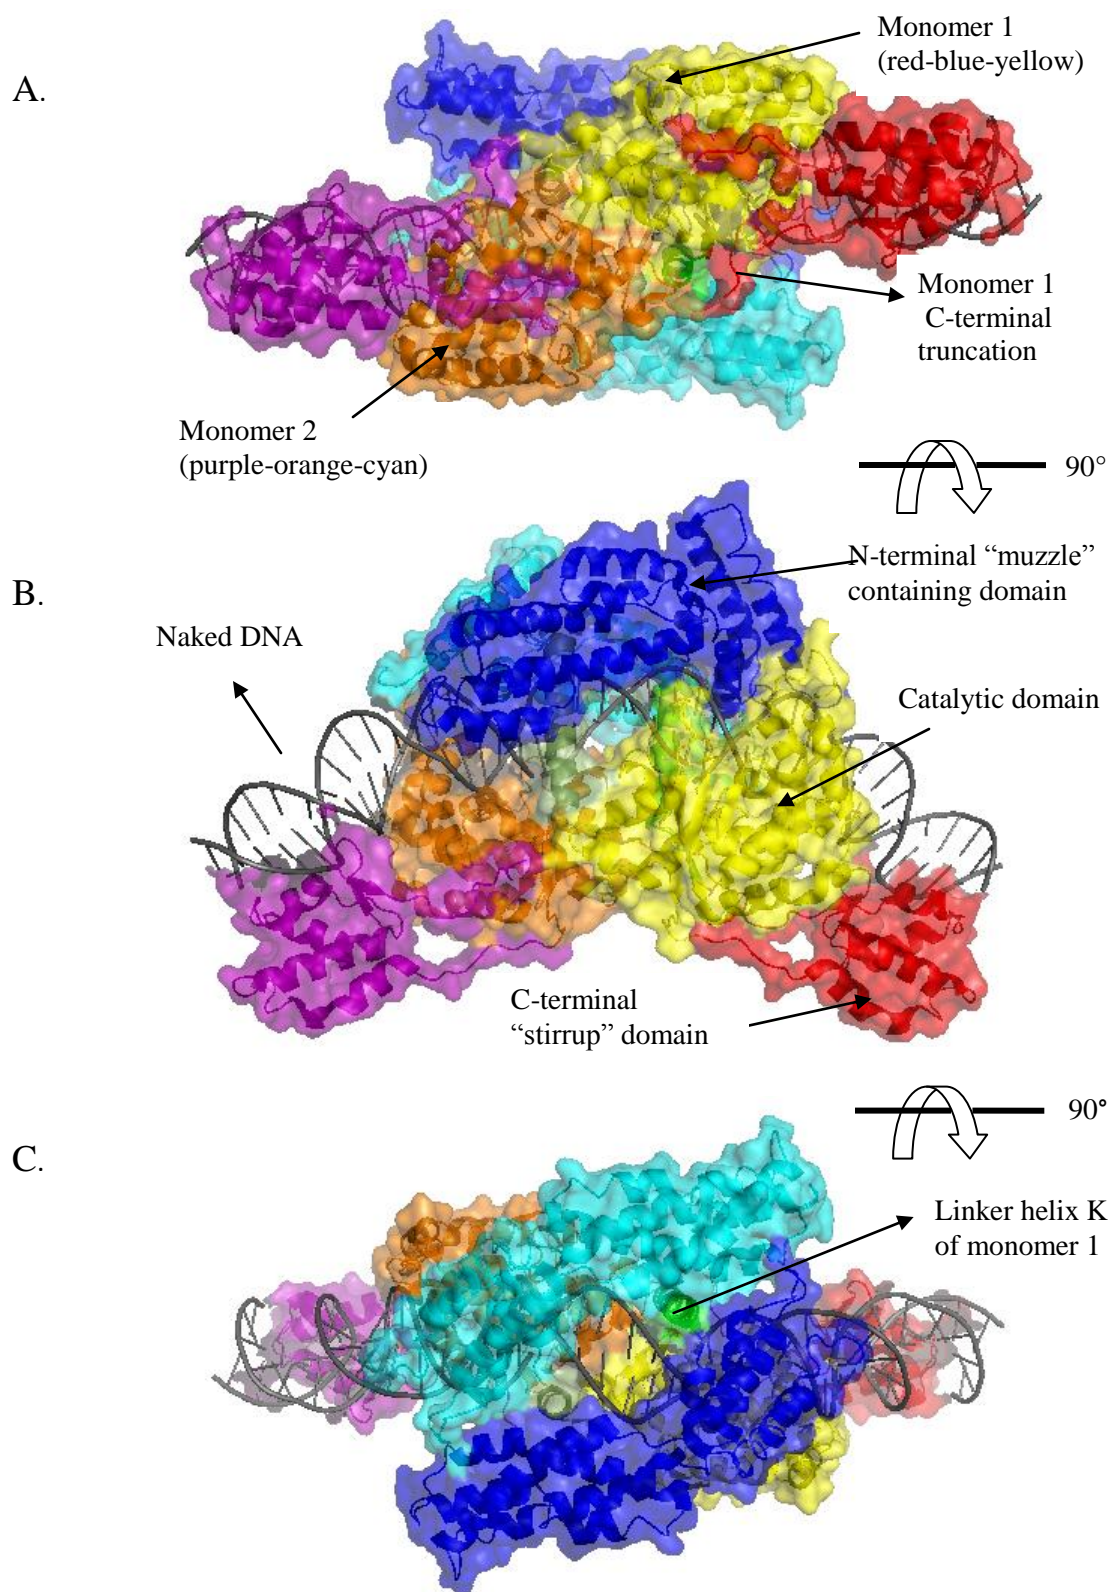 A.
Monomer 1
(red-blue-yellow)
Monomer 1
C-terminal
truncation
Monomer 2
(purple-orange-cyan)
90°
B.
N-terminal “muzzle”
containing domain
Naked DNA
Catalytic domain
C-terminal
“stirrup” domain
90°
C.
Linker helix K
of monomer 1